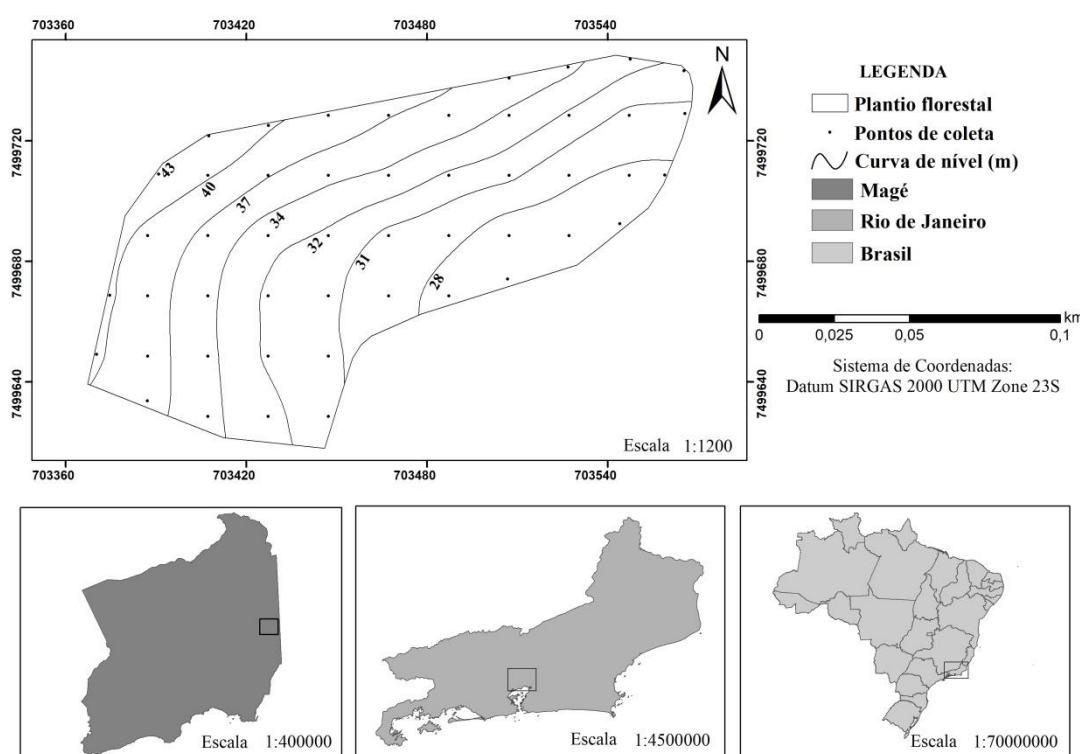 703360 703420 703480 703540
7499720
7499680
7499640
7499720
7499680
7499640
43
40
37
34
32
31
28
N
Escala 1:1200
703360 703420 703480 703540
LEGENDA
Plantio florestal
Pontos de coleta
Curva de nível (m)
Magé
Rio de Janeiro
Brasil
km
0 0,025 0,05 0,1
Sistema de Coordenadas:
Datum SIRGAS 2000 UTM Zone 23S
Escala 1:400000
Escala 1:4500000
Escala 1:70000000